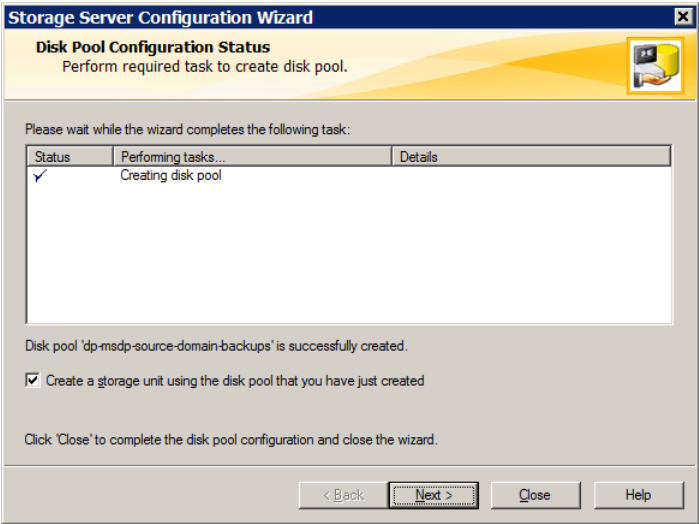 Storage Server Configuration Wizard
Disk Pool Configuration Status
Perform required task to create disk pool.
Please wait while the wizard completes the following task:
Status Performing tasks... Details
Creating disk pool
Disk pool 'dp-msdp-source-domain-backups' is successfully created.
Create a storage unit using the disk pool that you have just created
Click 'Close' to complete the disk pool configuration and close the wizard.
< Back Next > Close Help